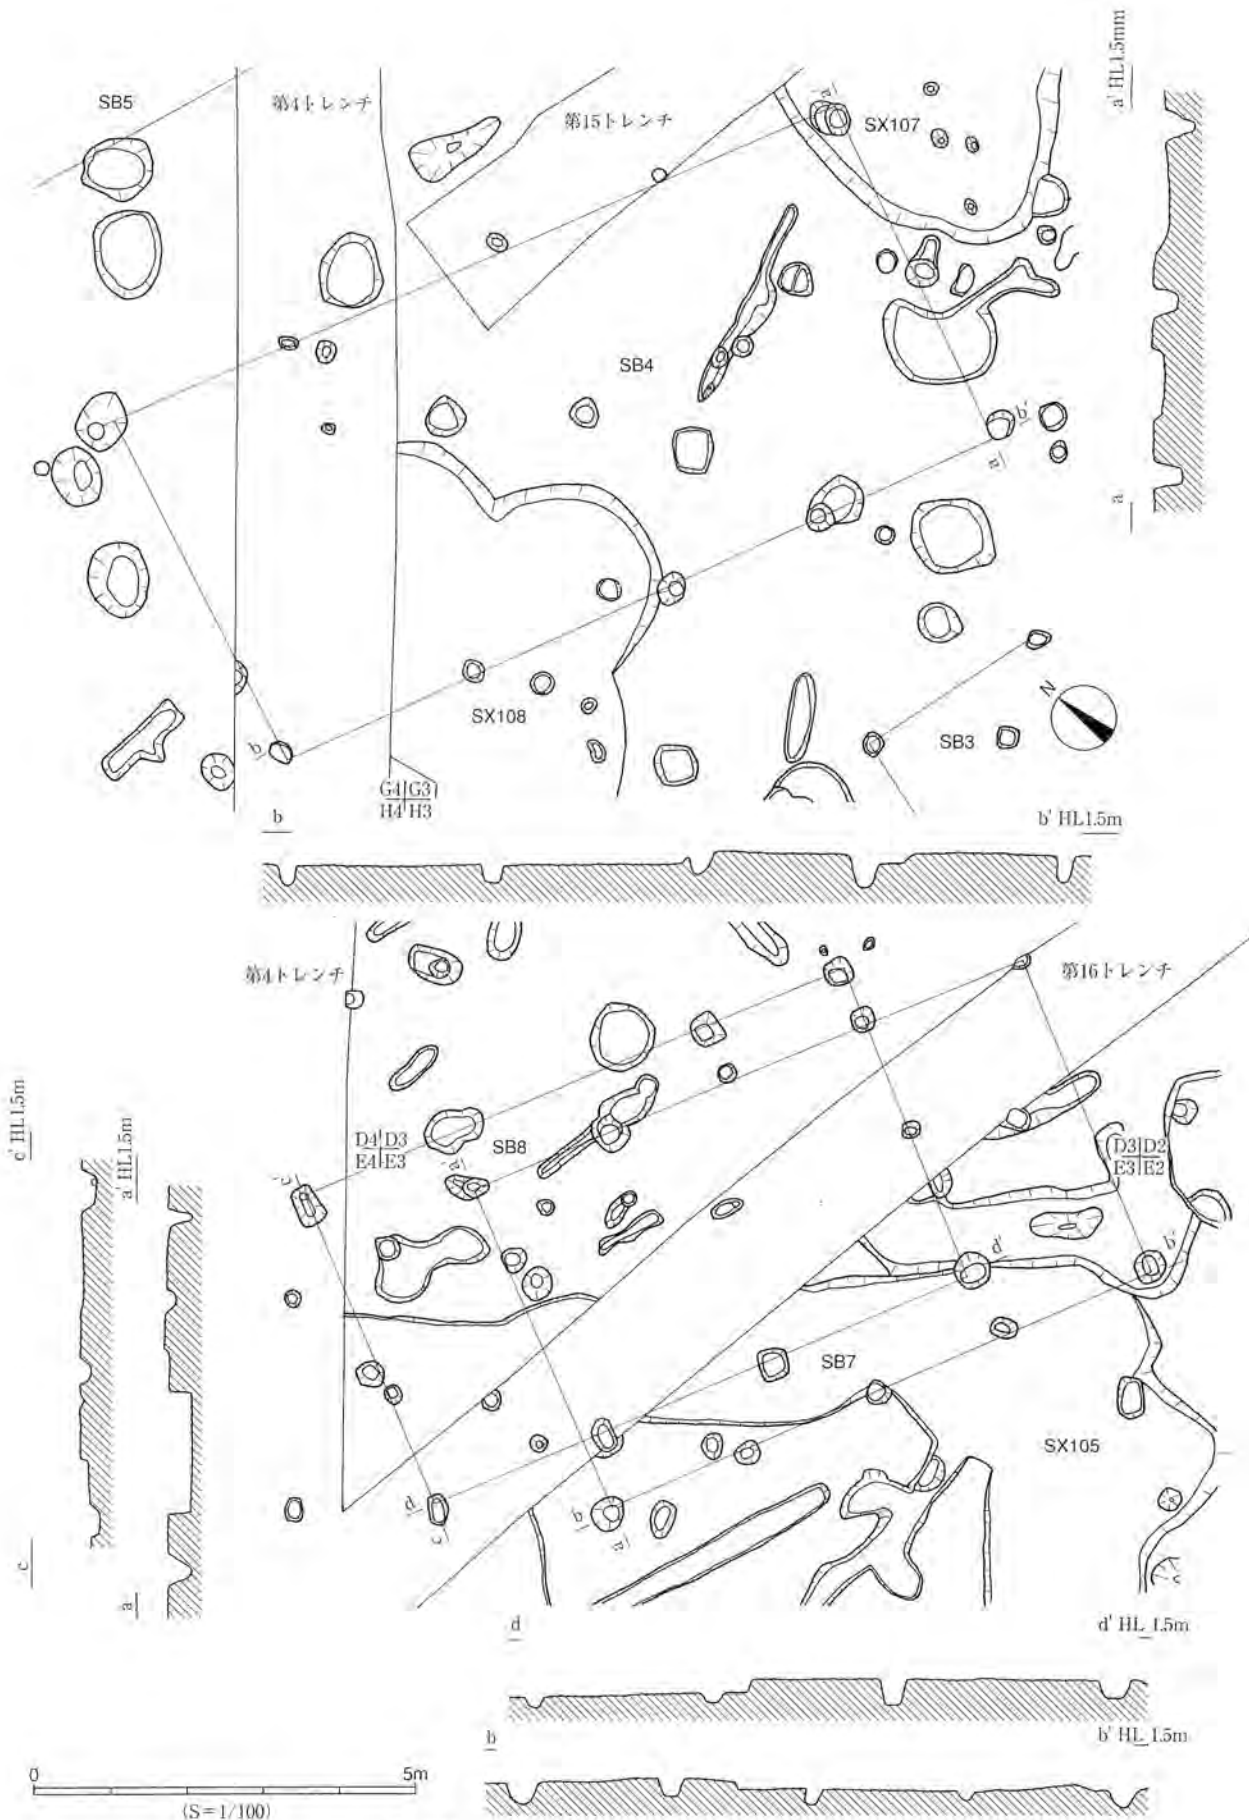 SB5
第4トレンチ
第15トレンチ
a'
SX107
a' HL1.5mm
SB4
b'
a
a
SX108
b
SB3
N
G4 G3
H4 H3
b
b' HL1.5m
第4トレンチ
第16トレンチ
c' HL1.5m
a' HL1.5m
D4 D3
E4 E3
SB8
a'
c'
D3 D2
E3 E2
d'
b'
SB7
SX105
d
c
b
a
c
a
d
d' HL 1.5m
b
b' HL 1.5m
0
5m
(S=1/100)